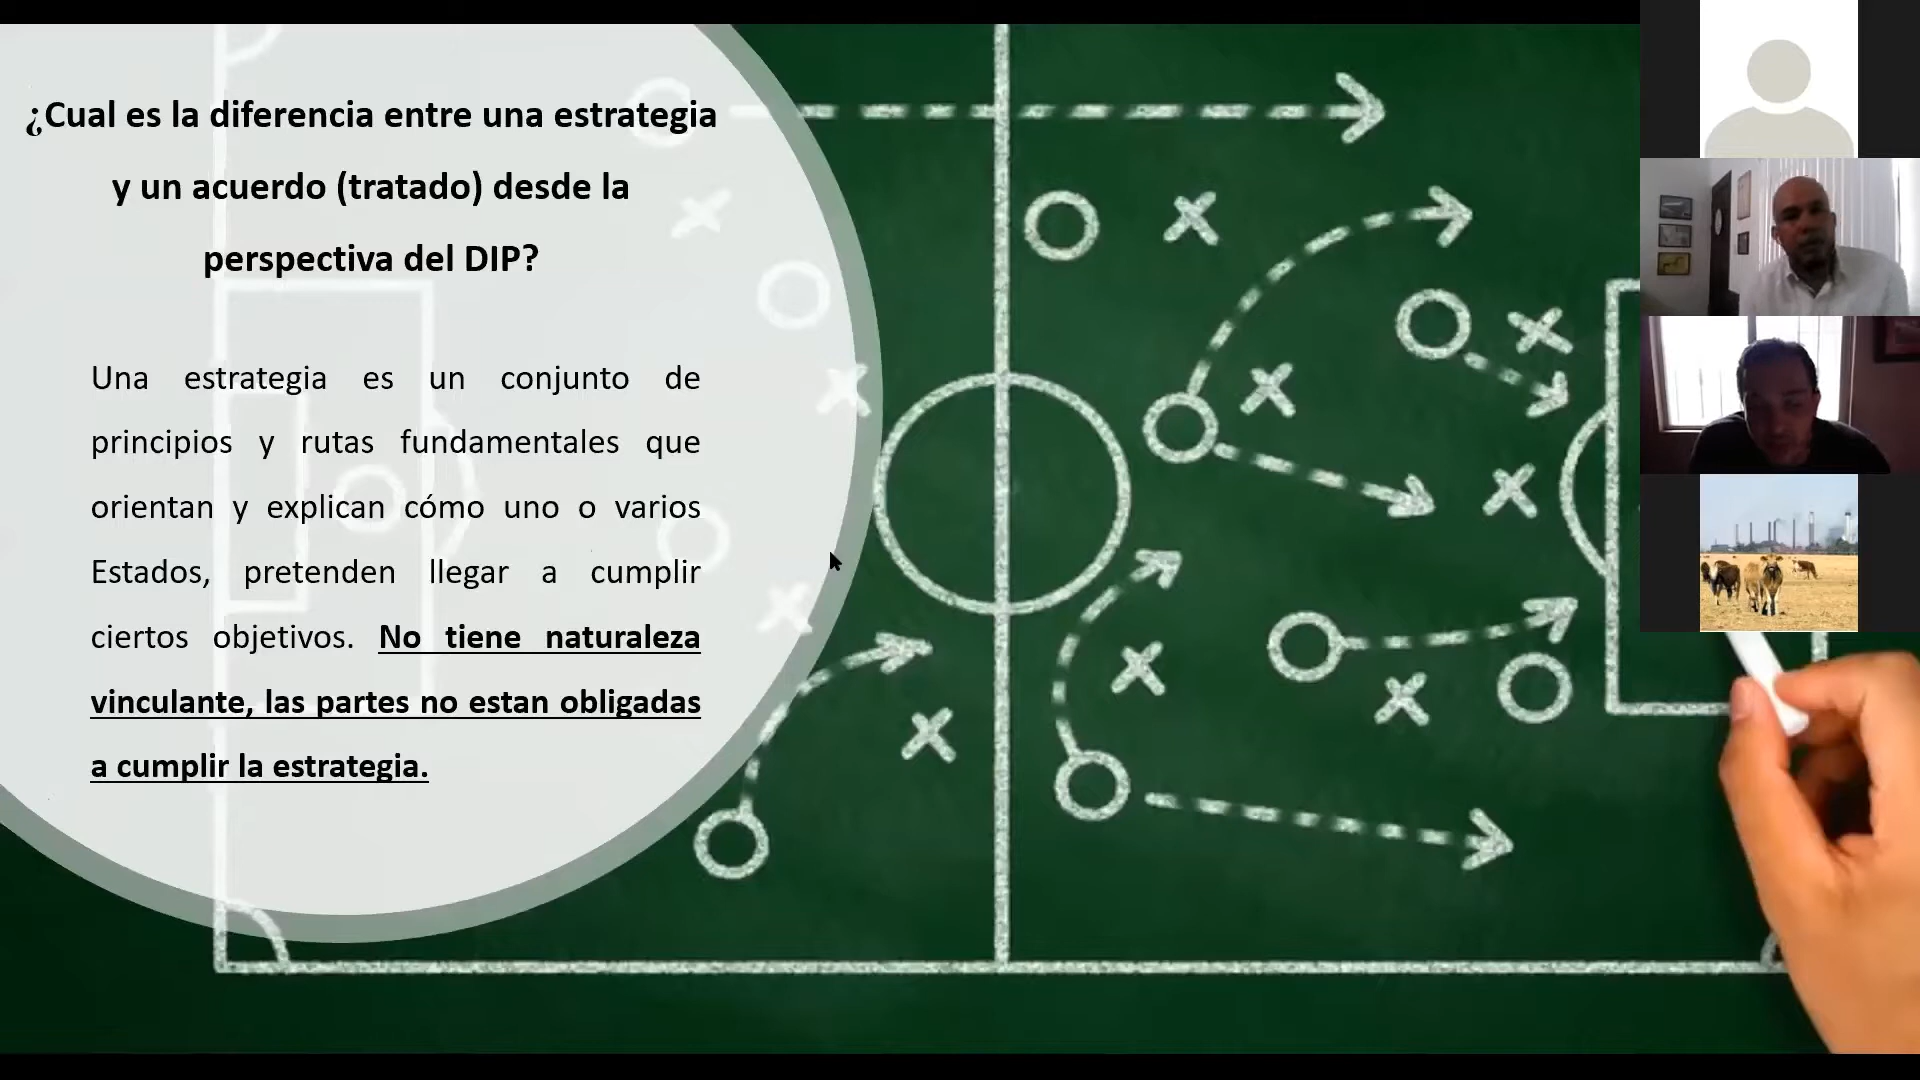 ¿Cual es la diferencia entre una estrategia
y un acuerdo (tratado) desde la
perspectiva del DIP?
Una estrategia es un conjunto de
principios y rutas fundamentales que
orientan y explican cómo uno o varios
Estados, pretenden llegar a cumplir
ciertos objetivos. No tiene naturaleza
vinculante, las partes no estan obligadas
a cumplir la estrategia.